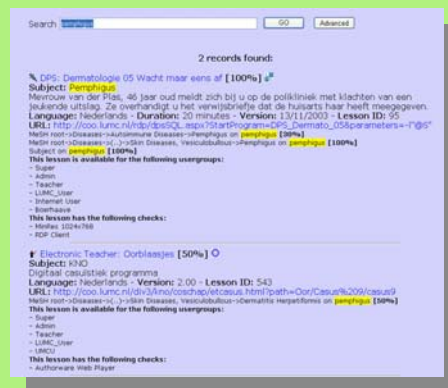 Search pemphigus GO Advanced
2 records found:
DPS: Dermatologie 05 Wacht maar eens af [100%]
Subject: Pemphigus
Mevrouw van der Plas, 46 jaar oud meldt zich bij u op de polikliniek met klachten van een
jeukende uitslag. Ze overhandigt u het verwijsbriefje dat de huisarts haar heeft meegegeven.
Language: Nederlands - Duration: 20 minutes - Version: 13/11/2003 - Lesson ID: 95
URL: http://coo.lumc.nl/rdp/dpsSQL.aspx?StartProgram=DPS_Dermato_05&parameters=-I"@S"
MeSH root->Diseases->Autoimmune Diseases->Pemphigus on pemphigus [30%]
MeSH root->Diseases->(..)->Skin Diseases, Vesiculobullous->Pemphigus on pemphigus [100%]
Subject on pemphigus [100%]
This lesson is available for the following usergroups:
- Super
- Admin
- Teacher
- LUMC_User
- Internet User
- Boerhaave
This lesson has the following checks:
- MinRes 1024x768
- RDP Client
Electronic Teacher: Oorblaasjes [50%]
Subject: KNO
Digitaal casuïstiek programma
Language: Nederlands - Version: 2.00 - Lesson ID: 543
URL: http://coo.lumc.nl/div3/kno/coschap/etcasus.html?path=Oor/Casus%209/casus9
MeSH root->Diseases->(..)->Skin Diseases, Vesiculobullous->Dermatitis Herpetiformis on pemphigus [50%]
This lesson is available for the following usergroups:
- Super
- Admin
- Teacher
- LUMC_User
- UMCU
This lesson has the following checks:
- Authorware Web Player